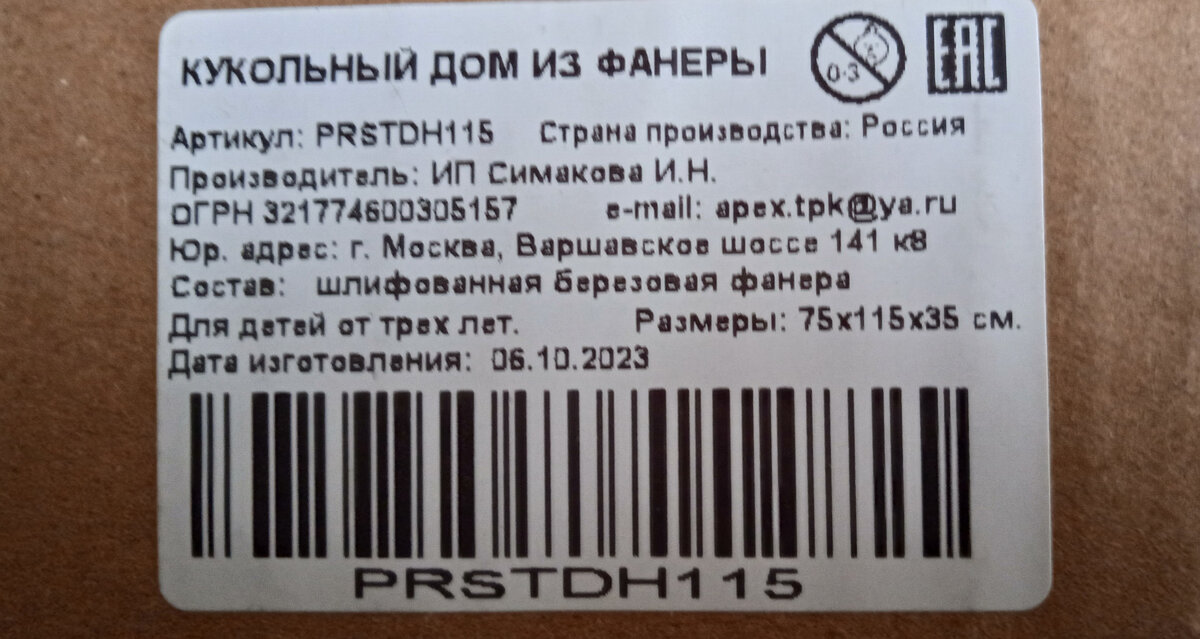 КУКОЛЬНЫЙ ДОМ ИЗ ФАНЕРЫ
0-3
EAC
Артикул: PRSTDH115 Страна производства: Россия
Производитель: ИП Симакова И.Н.
ОГРН 321774600305157 e-mail: apex.tpk@ya.ru
Юр. адрес: г. Москва, Варшавское шоссе 141 к8
Состав: шлифованная березовая фанера
Для детей от трех лет. Размеры: 75x115x35 см.
Дата изготовления: 06.10.2023
PRSTDH115